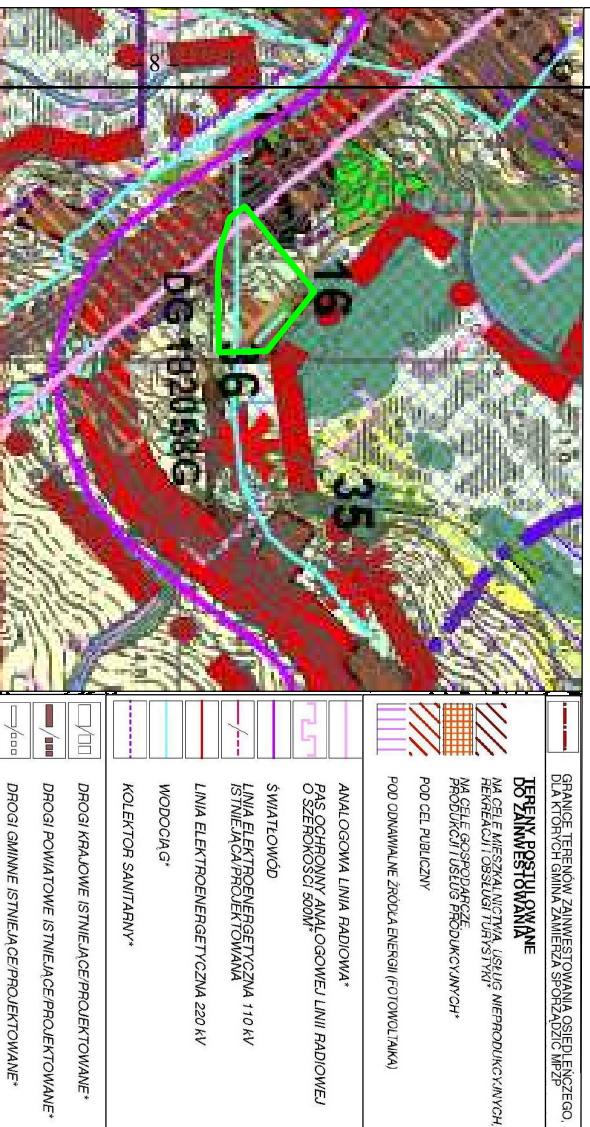 8
16
16
DG 182058G
35
GRANICE TERENÓW ZAINWESTOWANIA OSIEDLEŃCZEGO,
DLA KTÓRYCH GMINA ZAMIERZA SPORZĄDZIĆ MPZP
TERENY POSTULOWANE
DO ZAINWESTOWANIA
NA CELE MIESZKALNICTWA, USŁUG NIEPRODUKCYJNYCH,
REKREACJI I OBSŁUGI TURYSTYKI*
NA CELE GOSPODARCZE,
PRODUKCJI I USŁUG PRODUKCYJNYCH*
POD CEL PUBLICZNY
POD ODNAWIALNE ŹRÓDŁA ENERGII (FOTOWOLTAIKA)
ANALOGOWA LINIA RADIOWA*
PAS OCHRONNY ANALOGOWEJ LINII RADIOWEJ
O SZEROKOŚCI 500M*
ŚWIATŁOWÓD
LINIA ELEKTROENERGETYCZNA 110 kV
ISTNIEJĄCA/PROJEKTOWANA
LINIA ELEKTROENERGETYCZNA 220 kV
WODOCIĄG*
KOLEKTOR SANITARNY*
DROGI KRAJOWE ISTNIEJĄCE/PROJEKTOWANE*
DROGI POWIATOWE ISTNIEJĄCE/PROJEKTOWANE*
DROGI GMINNE ISTNIEJĄCE/PROJEKTOWANE*